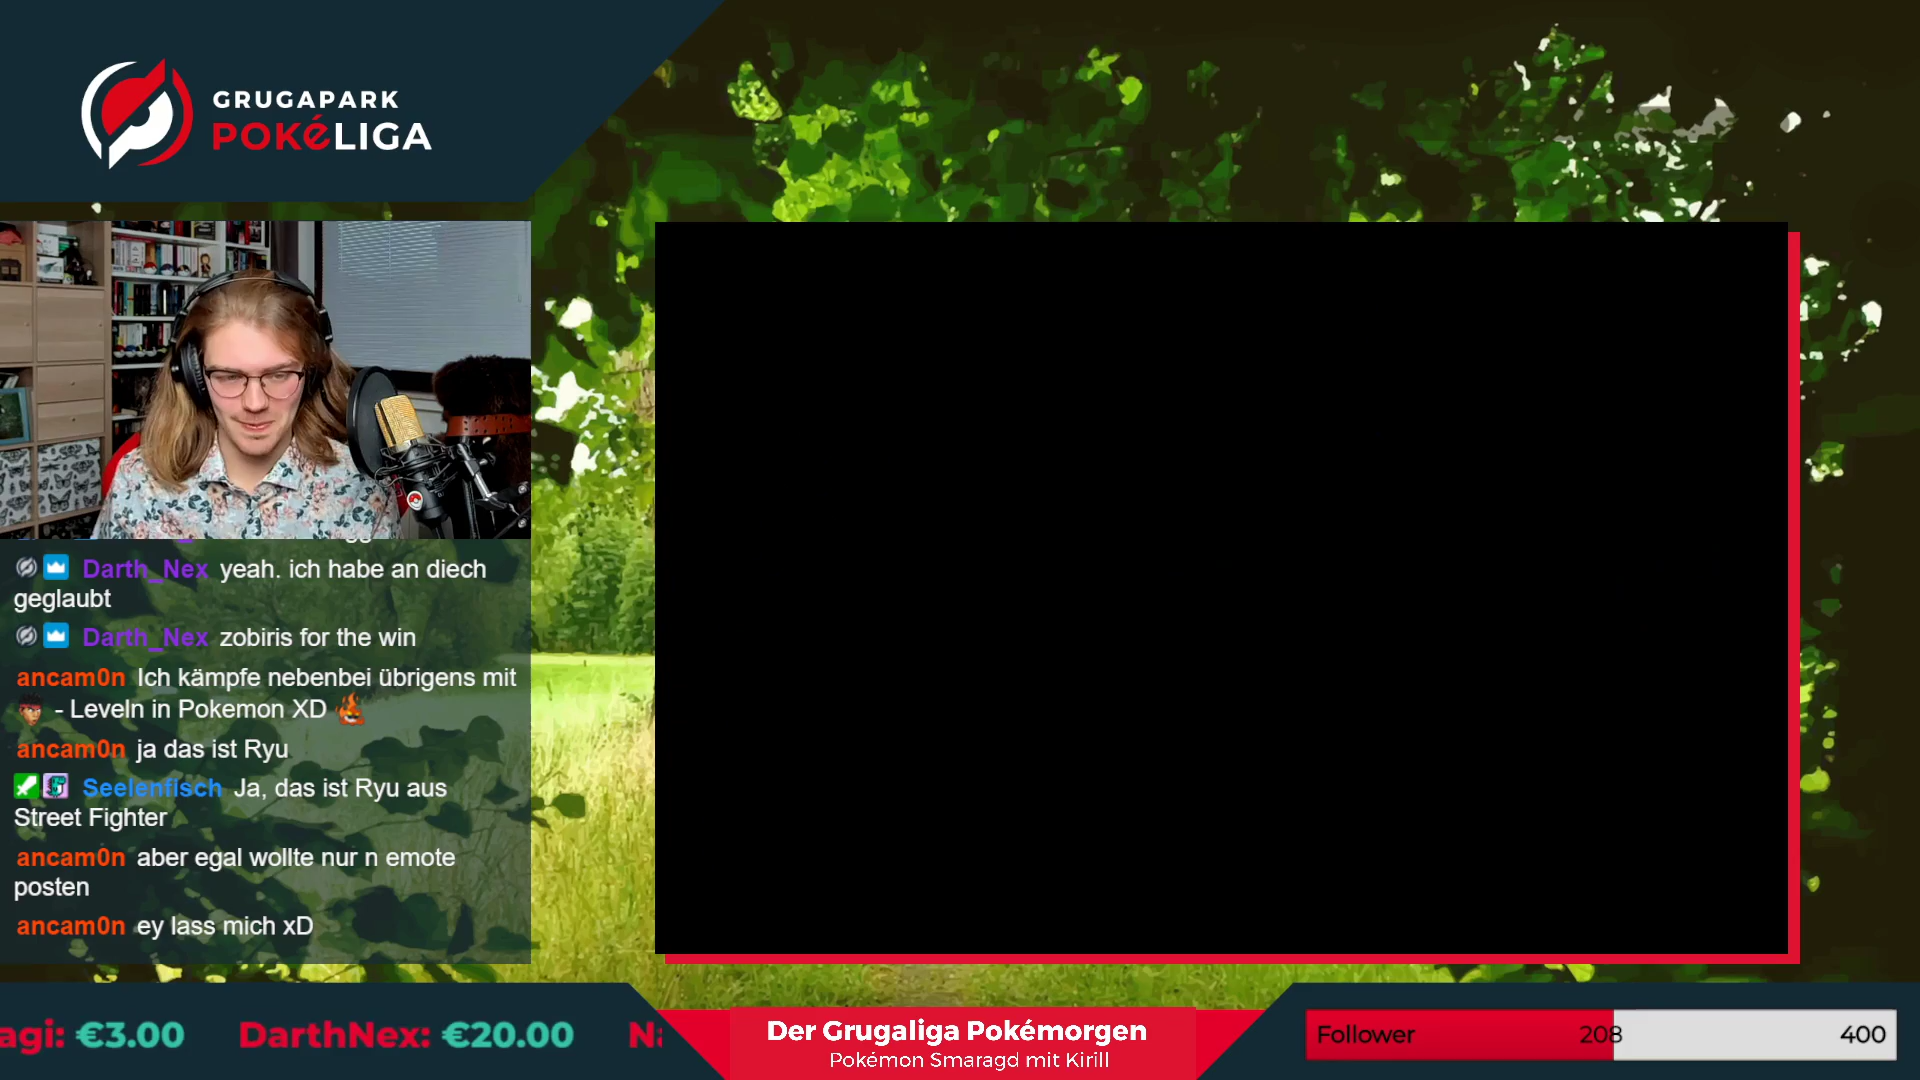 GRUGAPARK
POKéLIGA
Darth_Nex yeah. ich habe an diech
geglaubt
Darth_Nex zobiris for the win
ancam0n Ich kämpfe nebenbei übrigens mit
- Leveln in Pokemon XD
ancam0n ja das ist Ryu
Seelenfisch Ja, das ist Ryu aus
Street Fighter
ancam0n aber egal wollte nur n emote
posten
ancam0n ey lass mich xD
agi: €3.00 DarthNex: €20.00
Der Grugaliga Pokémorgen
Pokémon Smaragd mit Kirill
Follower 208 400